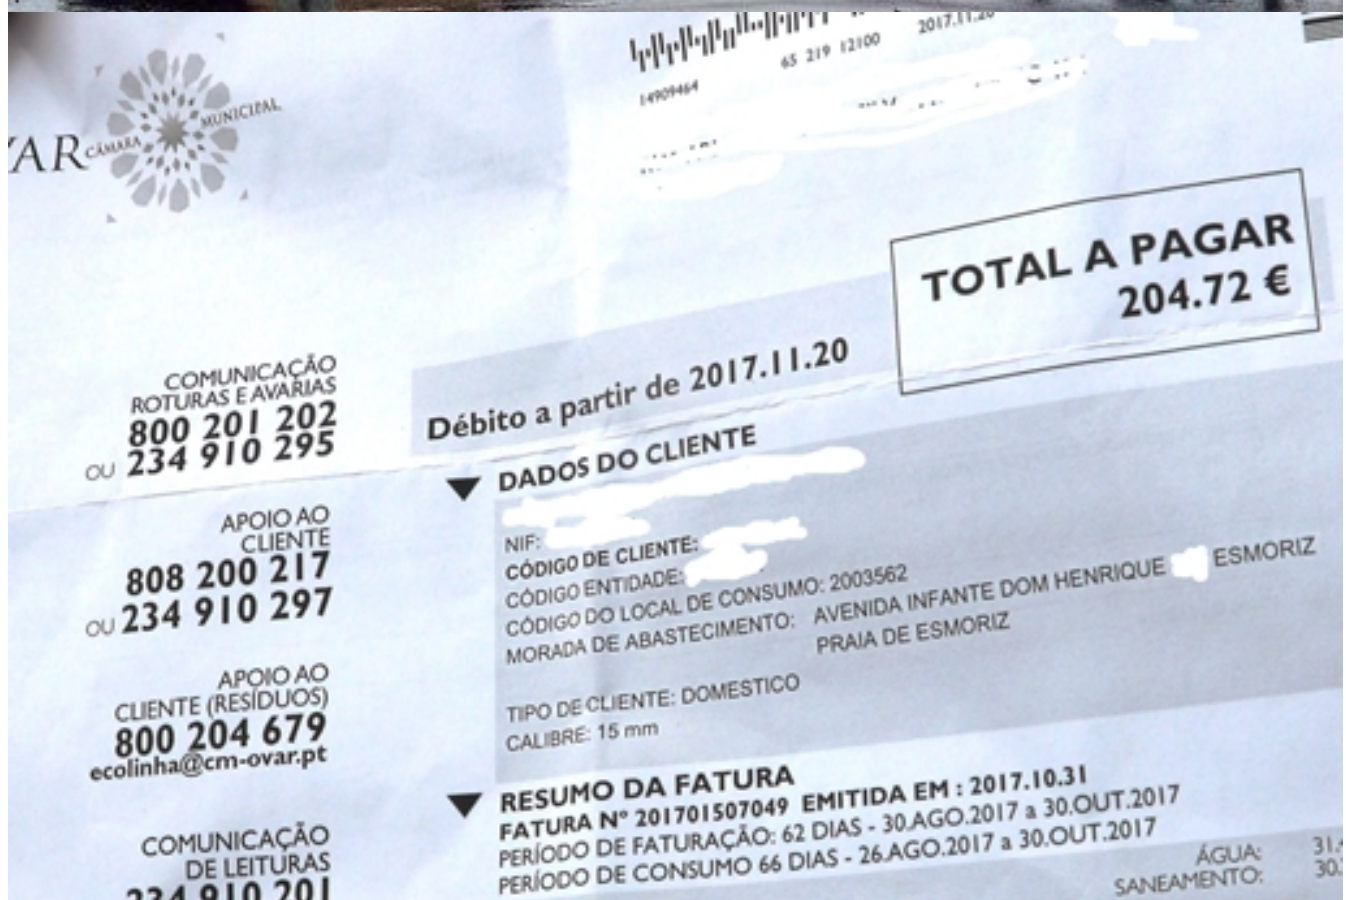 CÂMARA MUNICIPAL
14909464 65 219 12100
TOTAL A PAGAR
204.72 €
Débito a partir de 2017.11.20
COMUNICAÇÃO
ROTURAS E AVARIAS
800 201 202
OU 234 910 295
APOIO AO
CLIENTE
808 200 217
OU 234 910 297
APOIO AO
CLIENTE (RESÍDUOS)
800 204 679
ecolinha@cm-ovar.pt
COMUNICAÇÃO
DE LEITURAS
234 910 201
DADOS DO CLIENTE
NIF:
CÓDIGO DE CLIENTE:
CÓDIGO ENTIDADE:
CÓDIGO DO LOCAL DE CONSUMO: 2003562
MORADA DE ABASTECIMENTO: AVENIDA INFANTE DOM HENRIQUE ESMORIZ
PRAIA DE ESMORIZ
TIPO DE CLIENTE: DOMESTICO
CALIBRE: 15 mm
RESUMO DA FATURA
FATURA Nº 201701507049 EMITIDA EM : 2017.10.31
PERÍODO DE FATURAÇÃO: 62 DIAS - 30.AGO.2017 a 30.OUT.2017
PERÍODO DE CONSUMO 66 DIAS - 26.AGO.2017 a 30.OUT.2017
ÁGUA: 31.
SANEAMENTO: 30.